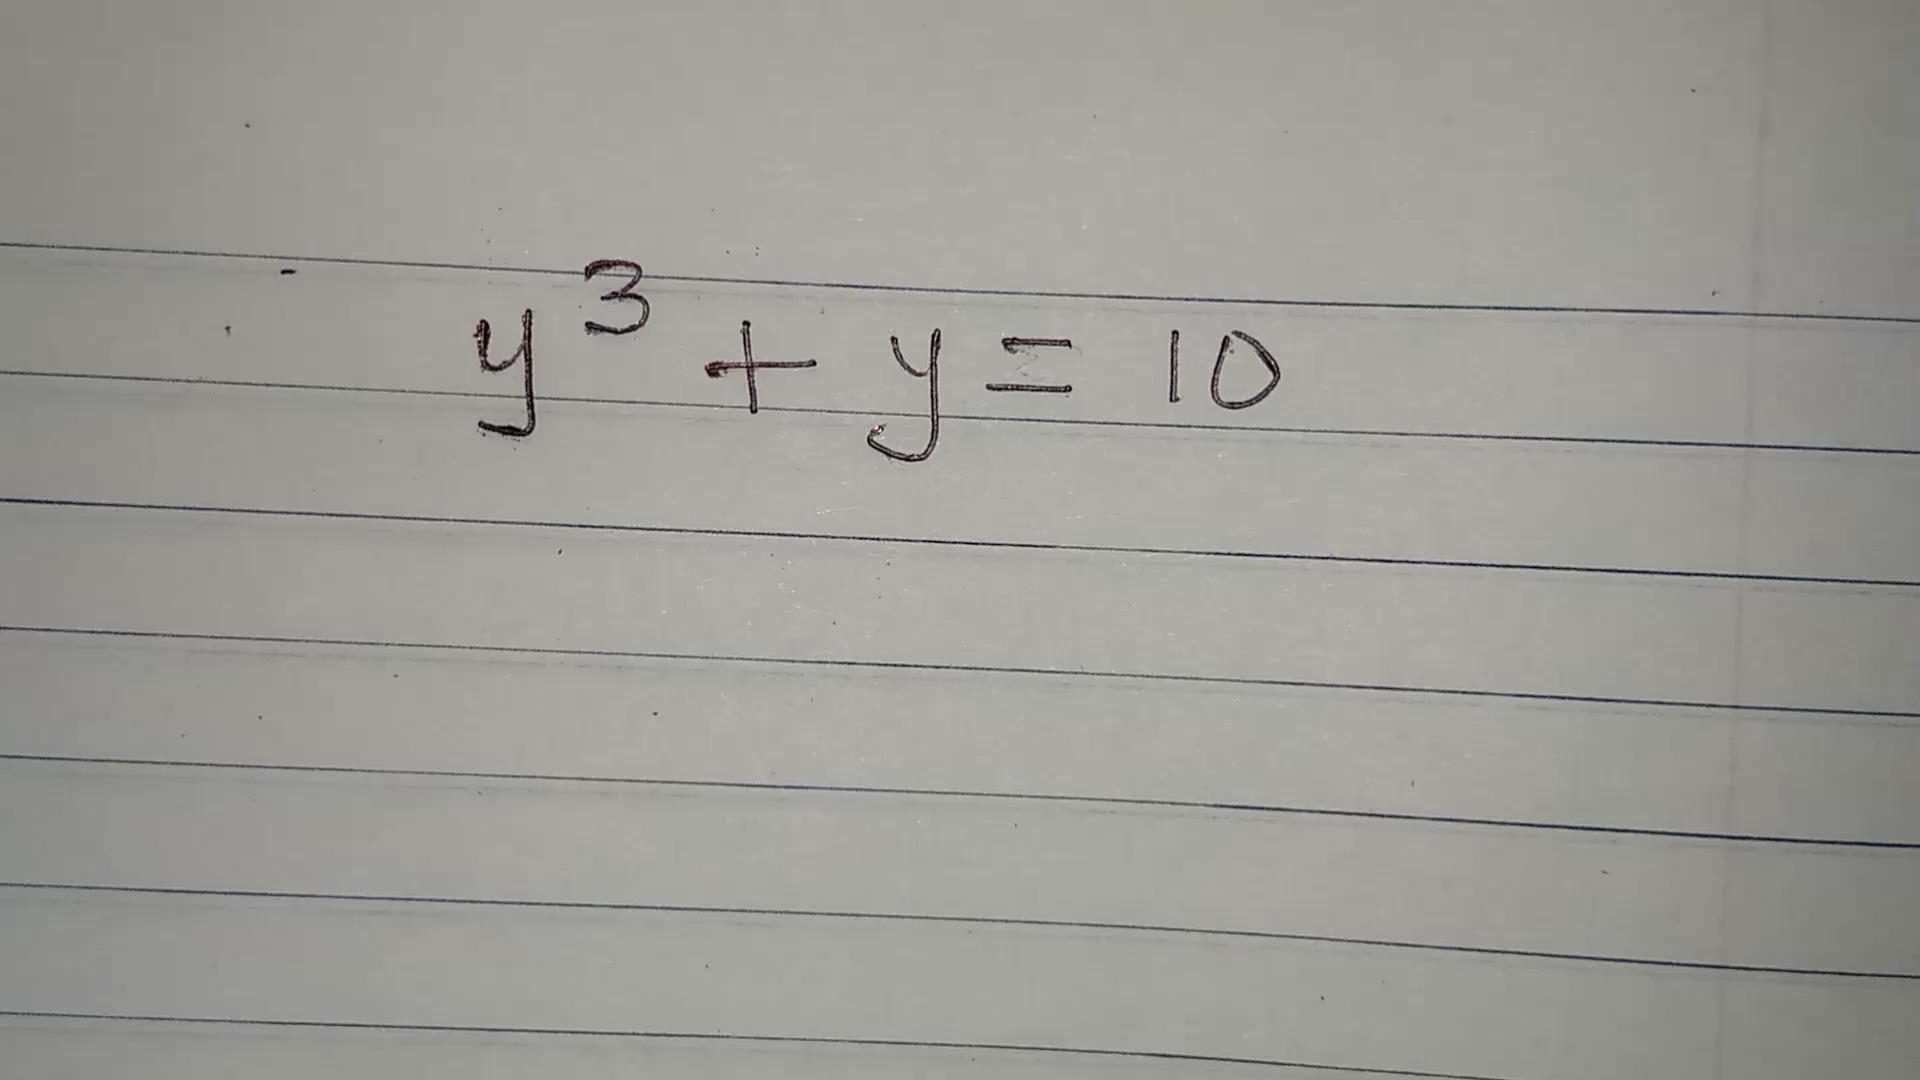 y³ + y = 10